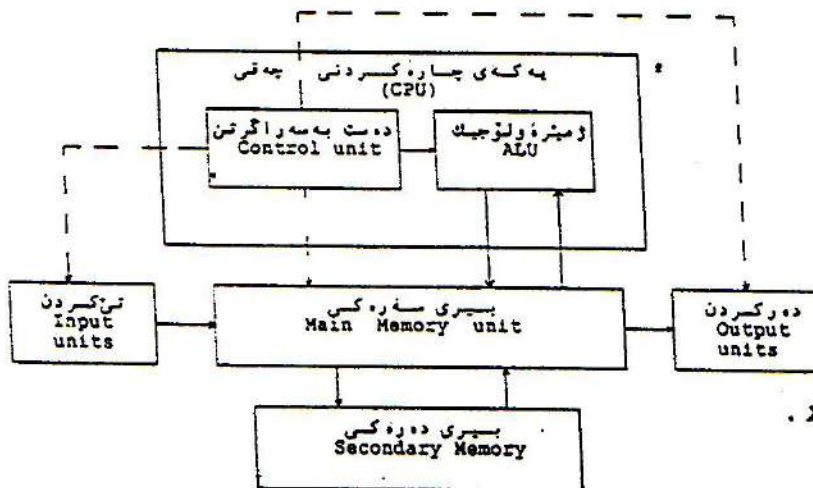 یەکەی چارەکردنی چەقی
(CPU)
دەست بەسەراگرتن
Control unit
ژمێرەولۆجیك
ALU
تێکردن
Input
units
بیری سەرەکی
Main Memory unit
دەرکردن
Output
units
بیری دەرەکی
Secondary Memory